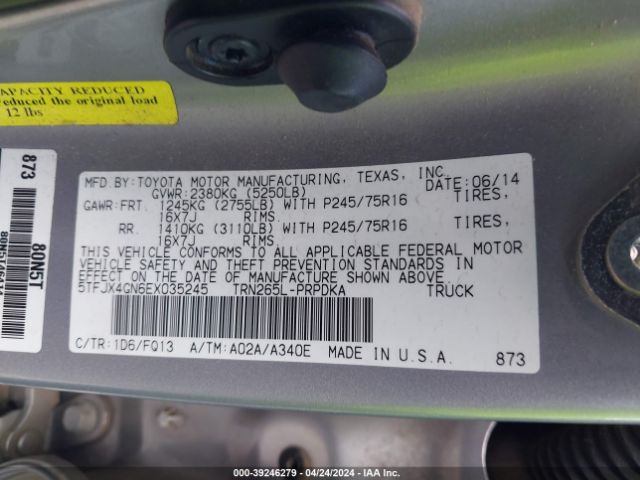 CAPACITY REDUCED
reduced the original load
12 lbs
873
80N5T
MFD.BY:TOYOTA MOTOR MANUFACTURING, TEXAS, INC.
GVWR:2380KG (5250LB) DATE:06/14
GAWR:FRT. 1245KG (2755LB) WITH P245/75R16 TIRES,
16X7J RIMS.
RR. 1410KG (3110LB) WITH P245/75R16 TIRES,
16X7J RIMS.
THIS VEHICLE CONFORMS TO ALL APPLICABLE FEDERAL MOTOR
VEHICLE SAFETY AND THEFT PREVENTION STANDARDS IN
EFFECT ON THE DATE OF MANUFACTURE SHOWN ABOVE.
5TFJX4GN6EX035245 TRN265L-PRPDKA TRUCK
C/TR:1D6/FQ13 A/TM:A02A/A340E MADE IN U.S.A. 873
000-39246279 - 04/24/2024 - IAA Inc.